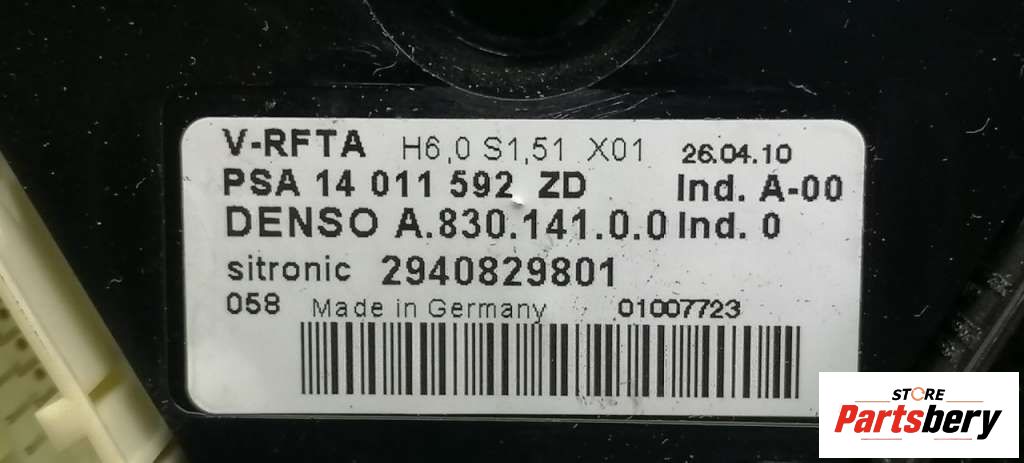 V-RFTA H6,0 S1,51 X01 26.04.10
PSA 14 011 592 ZD Ind. A-00
DENSO A.830.141.0.0 Ind. 0
sitronic 2940829801
058 Made in Germany 01007723
STORE
Partsbery